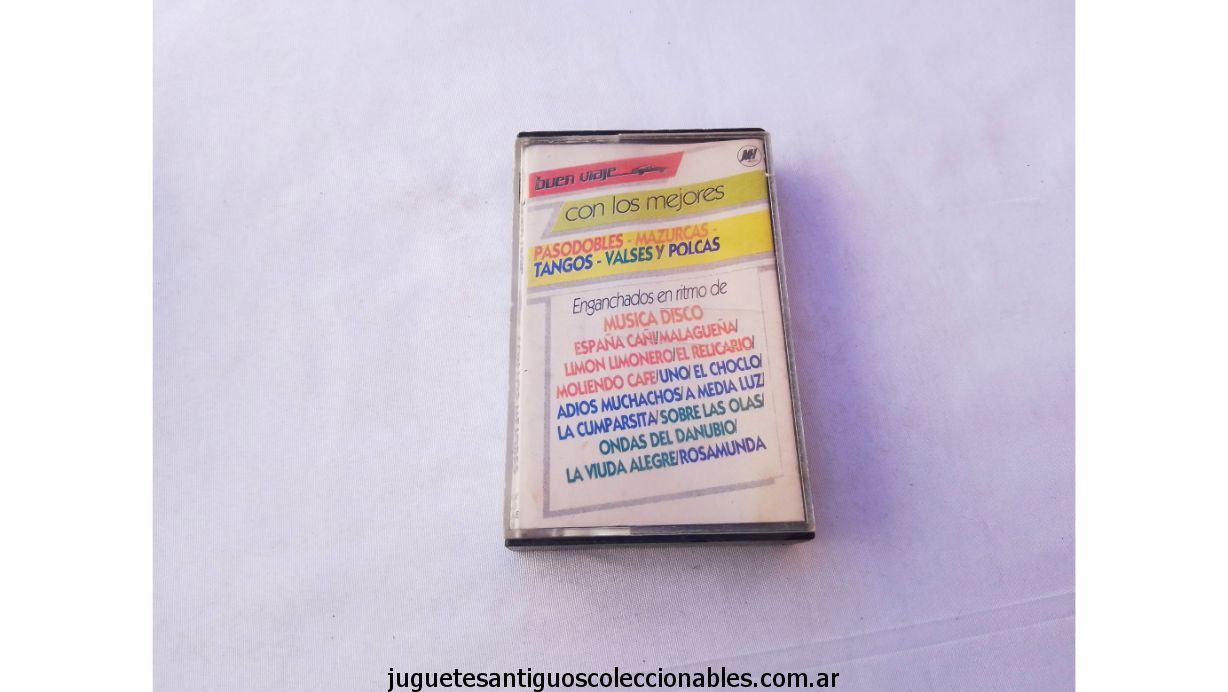 buen viaje
MH
con los mejores
PASODOBLES - MAZURCAS -
TANGOS - VALSES Y POLCAS
Enganchados en ritmo de
MUSICA DISCO
ESPAÑA CAÑI/MALAGUEÑA/
LIMON LIMONERO/EL RELICARIO/
MOLIENDO CAFE/UNO/EL CHOCLO/
ADIOS MUCHACHOS/A MEDIA LUZ/
LA CUMPARSITA/SOBRE LAS OLAS/
ONDAS DEL DANUBIO/
LA VIUDA ALEGRE/ROSAMUNDA
juguetesantiguoscoleccionables.com.ar